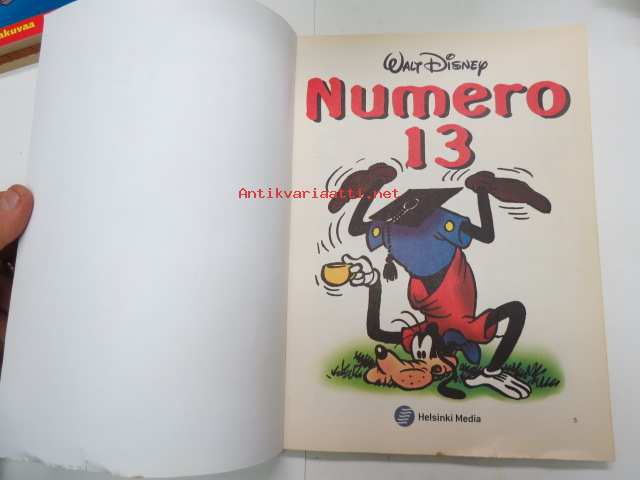 akuvaa
WALT DISNEY
Numero
13
Antikvariaatti.net
Helsinki Media
5